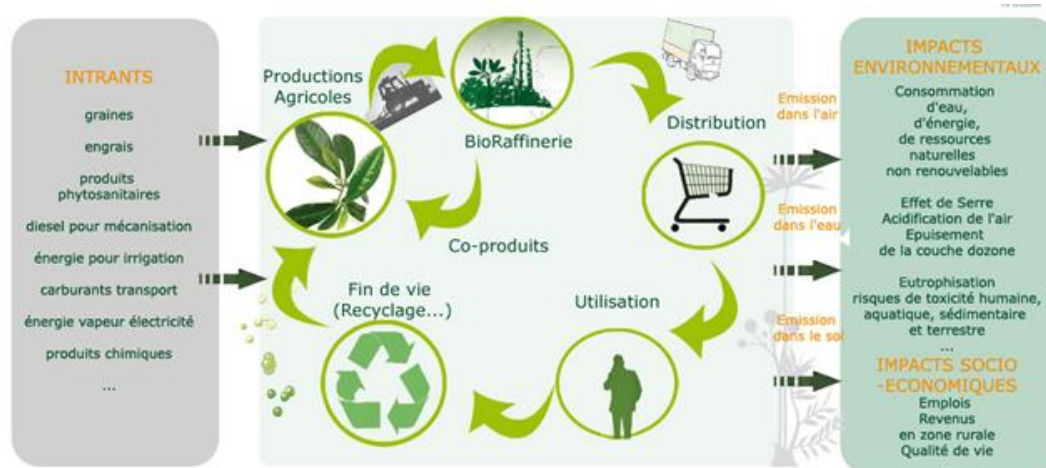 INTRANTS
graines
engrais
produits
phytosanitaires
diesel pour mécanisation
énergie pour irrigation
carburants transport
énergie vapeur électricité
produits chimiques
...
Productions
Agricoles
BioRaffinerie
Distribution
Co-produits
Fin de vie
(Recyclage...)
Utilisation
Emission
dans l'air
Emission
dans l'eau
Emission
dans le sol
IMPACTS
ENVIRONNEMENTAUX
Consommation
d'eau,
d'énergie,
de ressources
naturelles
non renouvelables
Effet de Serre
Acidification de l'air
Epuisement
de la couche dozone
Eutrophisation
risques de toxicité humaine,
aquatique, sédimentaire
et terrestre
...
IMPACTS SOCIO
-ECONOMIQUES
Emplois
Revenus
en zone rurale
Qualité de vie